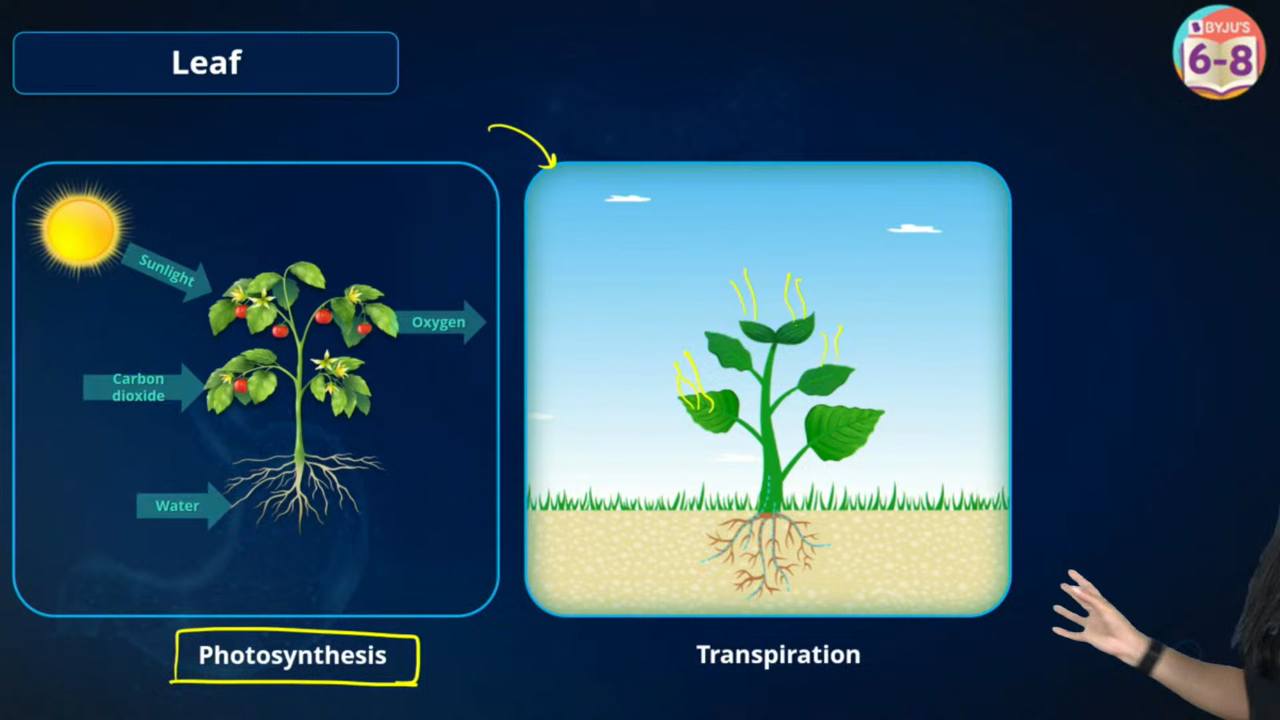 Leaf
BYJU'S
6-8
Sunlight
Oxygen
Carbon
dioxide
Water
Photosynthesis
Transpiration